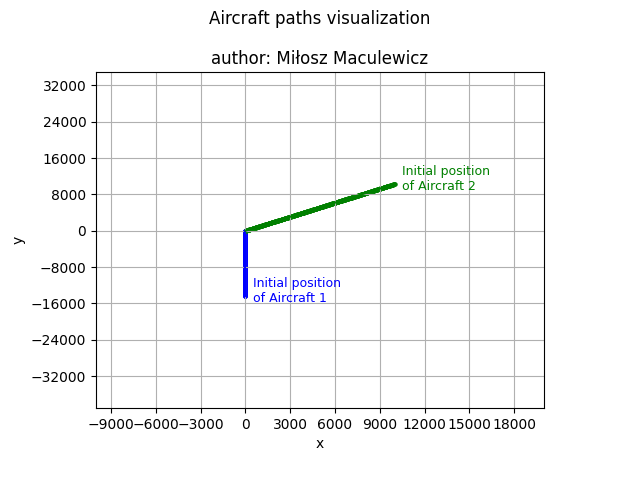 Aircraft paths visualization
author: Miłosz Maculewicz
32000
24000
16000
8000
0
−8000
−16000
−24000
−32000
y
Initial position
of Aircraft 2
Initial position
of Aircraft 1
−9000 −6000 −3000 0 3000 6000 9000 12000 15000 18000
x